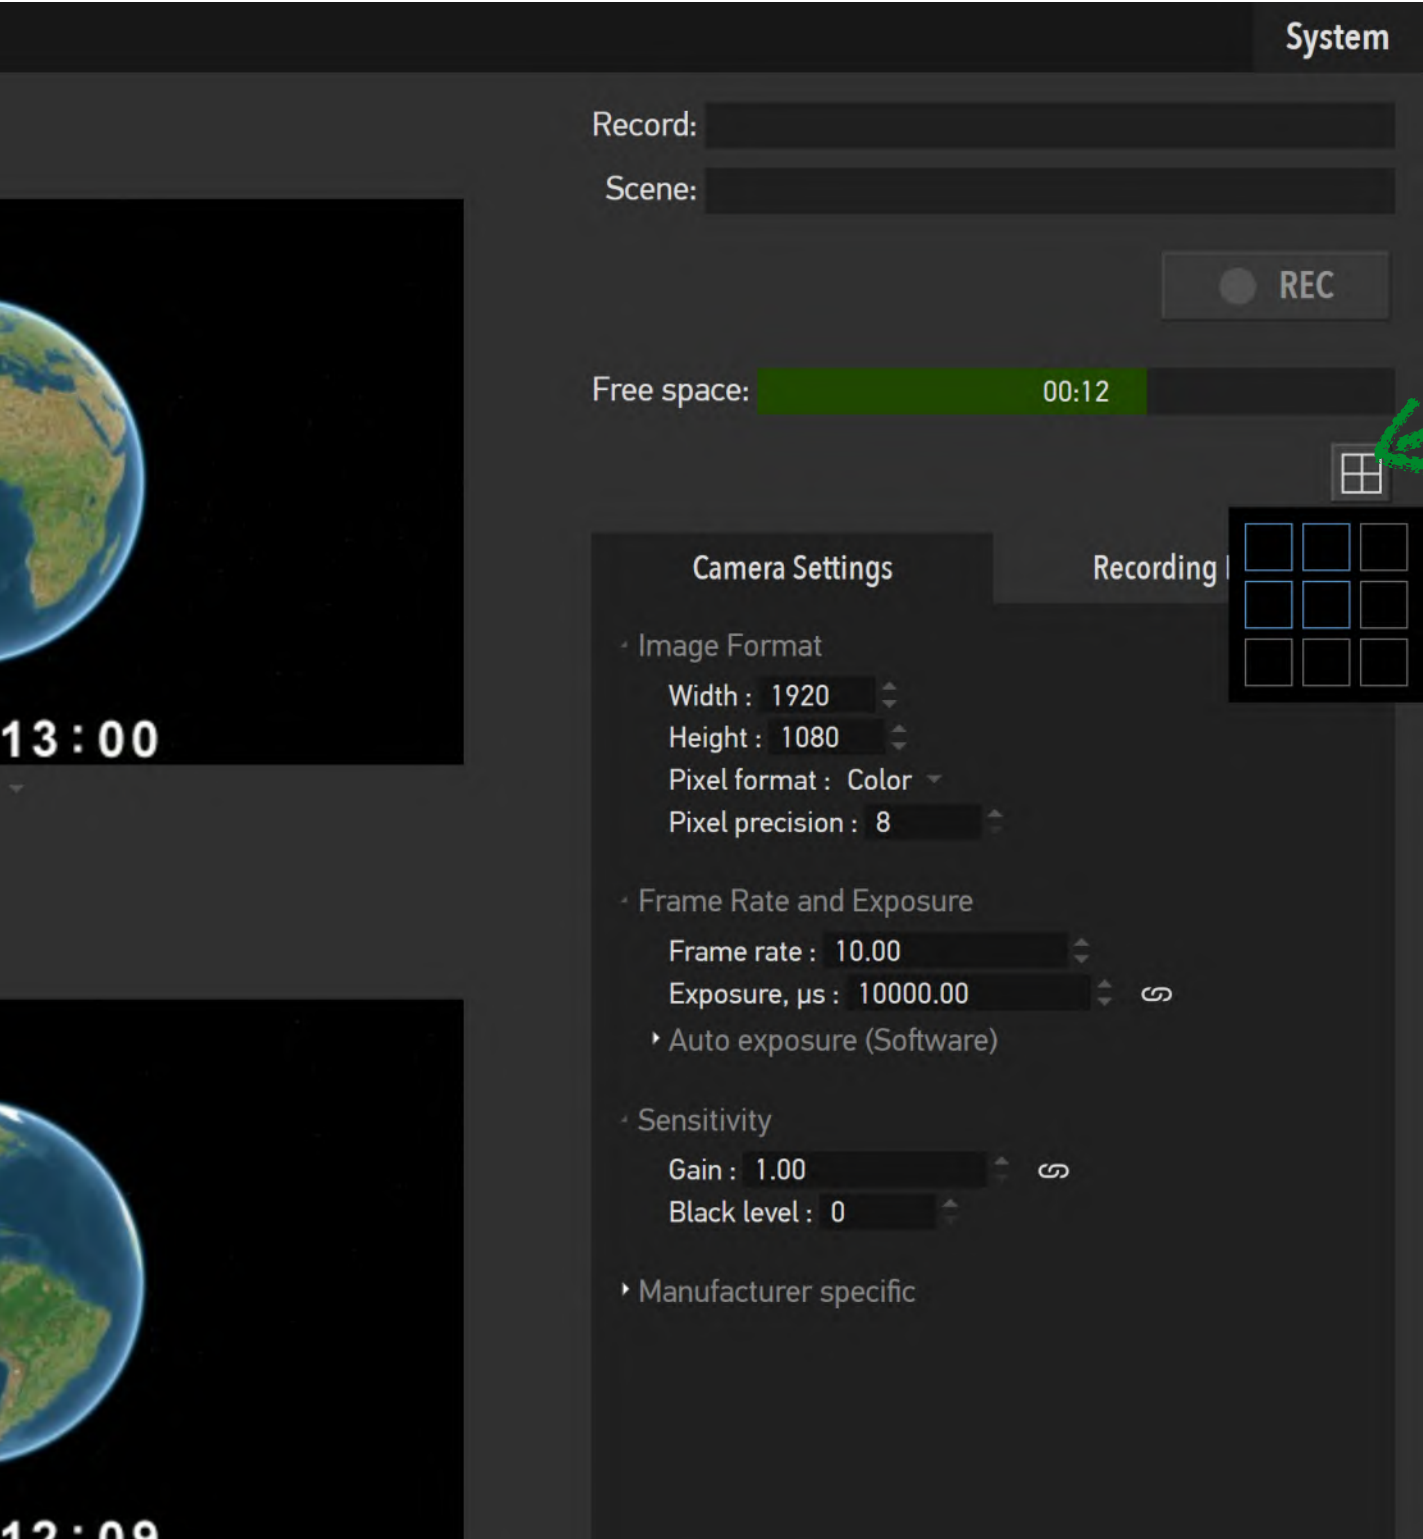 System
Record:
Scene:
REC
Free space: 00:12
Camera Settings
Recording
Image Format
Width : 1920
Height : 1080
Pixel format : Color
Pixel precision : 8
Frame Rate and Exposure
Frame rate : 10.00
Exposure, µs : 10000.00
Auto exposure (Software)
Sensitivity
Gain : 1.00
Black level : 0
Manufacturer specific
13:00
12:09